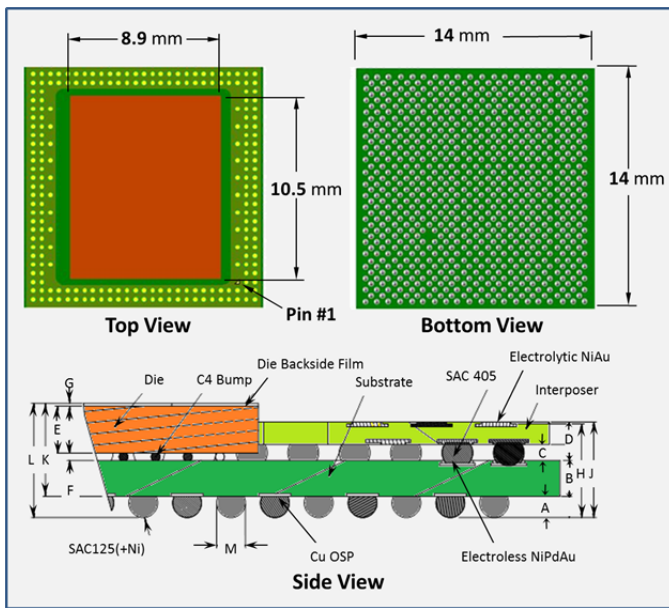 8.9 mm
14 mm
10.5 mm
14 mm
Pin #1
Top View
Bottom View
Die Backside Film
C4 Bump
Die
Substrate
SAC 405
Electrolytic NiAu
Interposer
G
E
L
K
F
D
C
H
J
B
A
SAC125(+Ni)
M
Cu OSP
Electroless NiPdAu
Side View